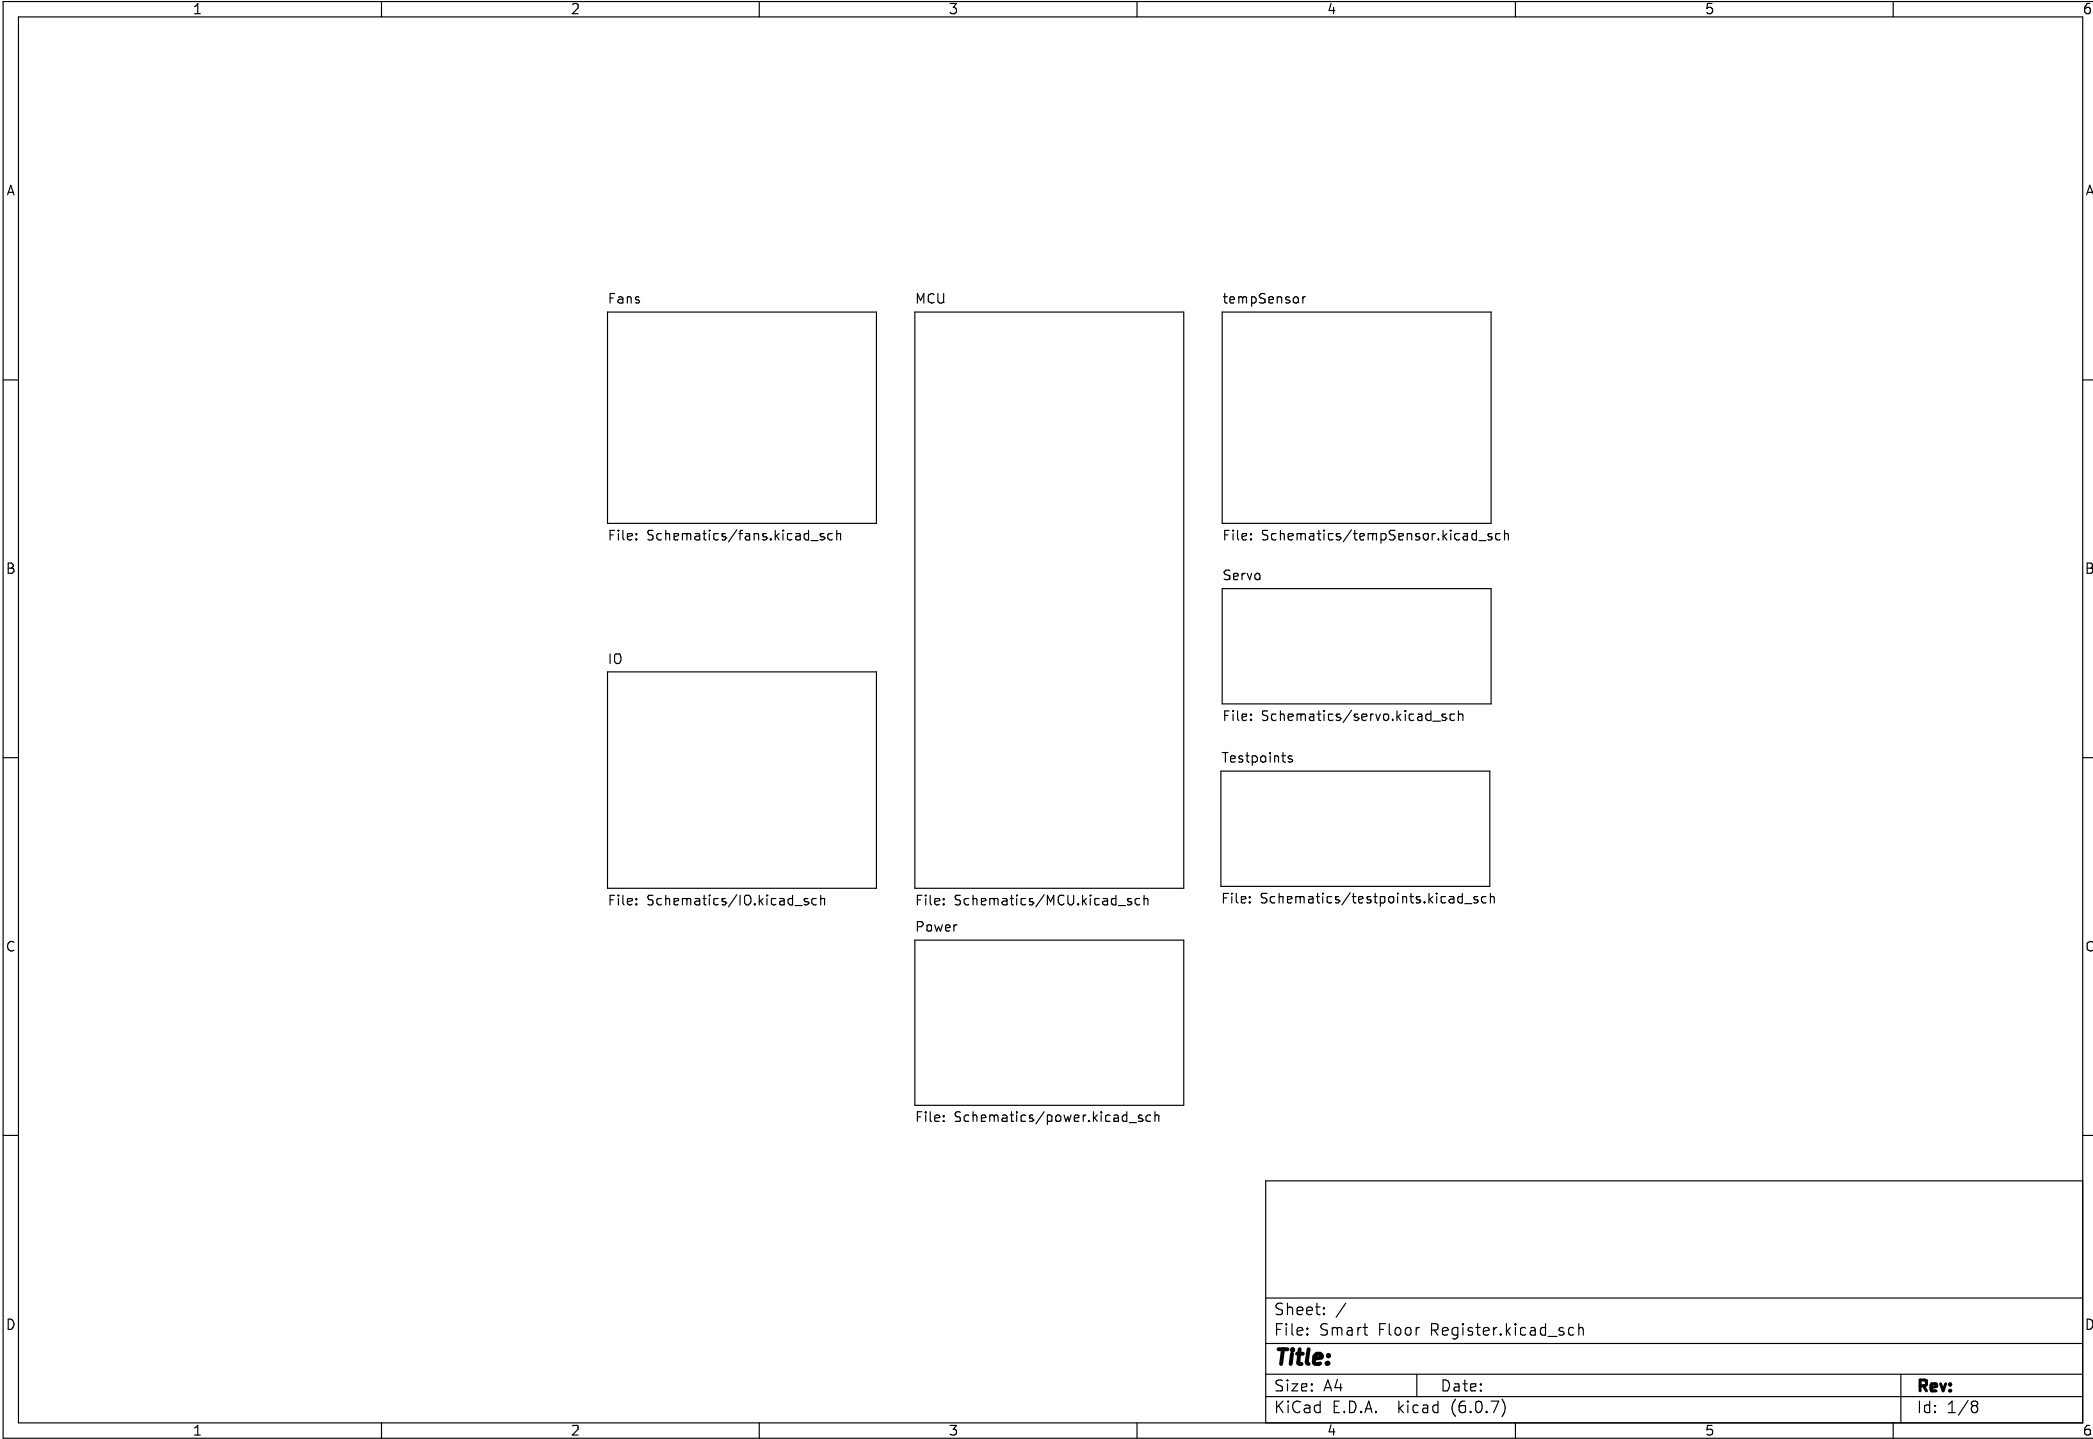 1 2 3 4 5 6
A A
Fans MCU tempSensor
File: Schematics/fans.kicad_sch File: Schematics/tempSensor.kicad_sch
B B
Servo
IO
File: Schematics/servo.kicad_sch
Testpoints
File: Schematics/IO.kicad_sch File: Schematics/MCU.kicad_sch File: Schematics/testpoints.kicad_sch
Power
C C
File: Schematics/power.kicad_sch
Sheet: /
D D
File: Smart Floor Register.kicad_sch
Title:
Size: A4 Date: Rev:
KiCad E.D.A. kicad (6.0.7) Id: 1/8
1 2 3 4 5 6